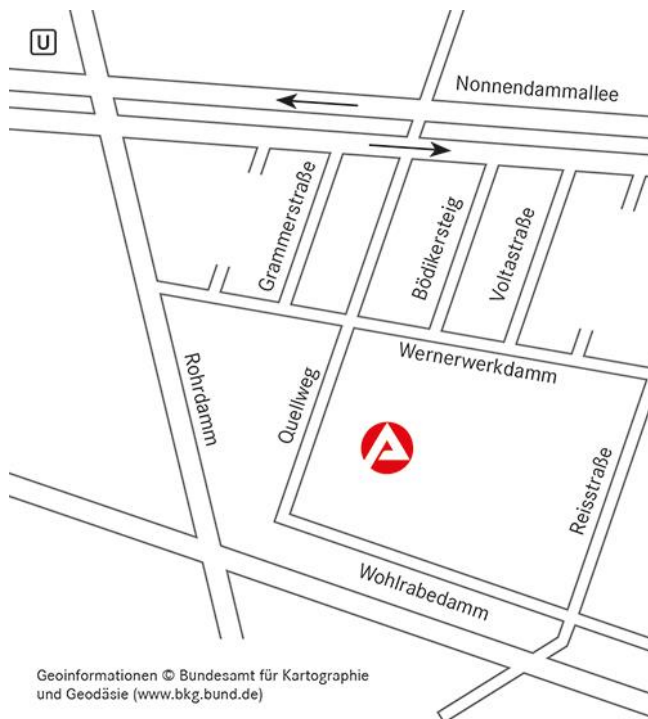 U
Nonnendammallee
Grammerstraße
Bödikersteig
Voltastraße
Wernerwerkdamm
Rohrdamm
Quellweg
Reisstraße
Wohlrabedamm
Geoinformationen © Bundesamt für Kartographie
und Geodäsie (www.bkg.bund.de)